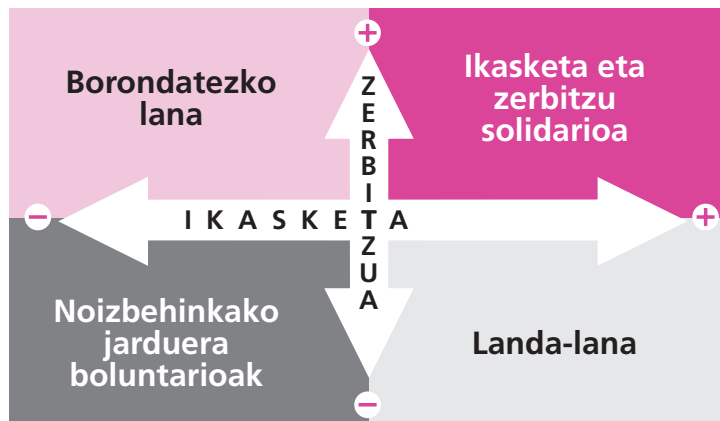 +
Borondatezko
lana
Ikasketa eta
zerbitzu
solidarioa
ZERBITZUA
− IKASKETA +
Noizbehinkako
jarduera
boluntarioak
Landa-lana
−